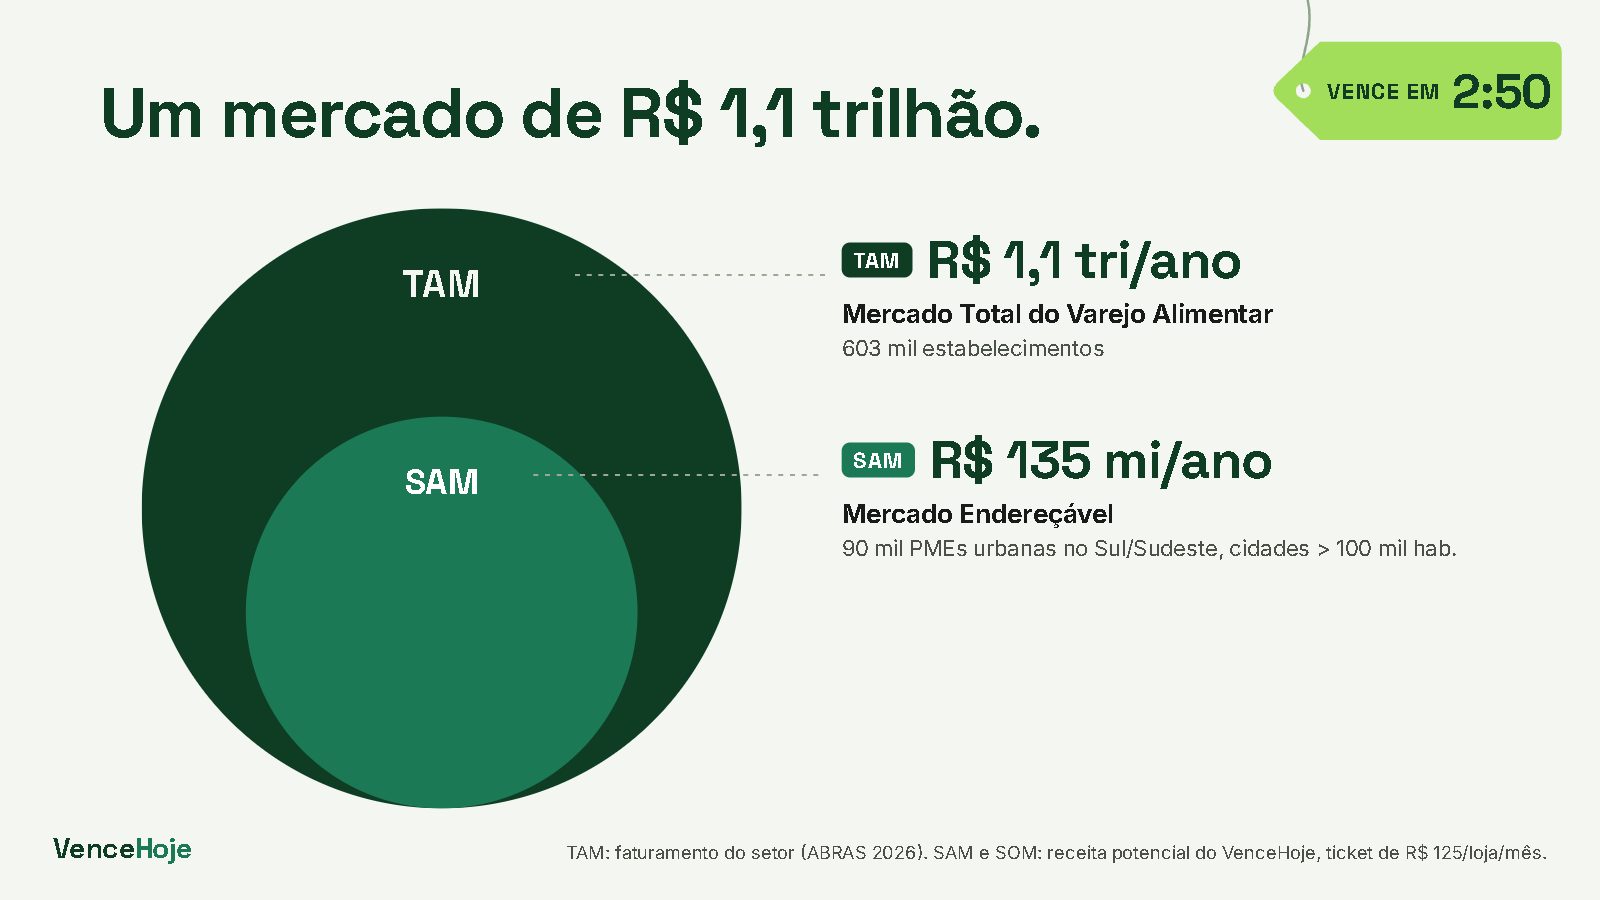 Um mercado de R$ 1,1 trilhão.
VENCE EM 2:50
TAM
TAM R$ 1,1 tri/ano
Mercado Total do Varejo Alimentar
603 mil estabelecimentos
SAM
SAM R$ 135 mi/ano
Mercado Endereçável
90 mil PMEs urbanas no Sul/Sudeste, cidades > 100 mil hab.
VenceHoje
TAM: faturamento do setor (ABRAS 2026). SAM e SOM: receita potencial do VenceHoje, ticket de R$ 125/loja/mês.